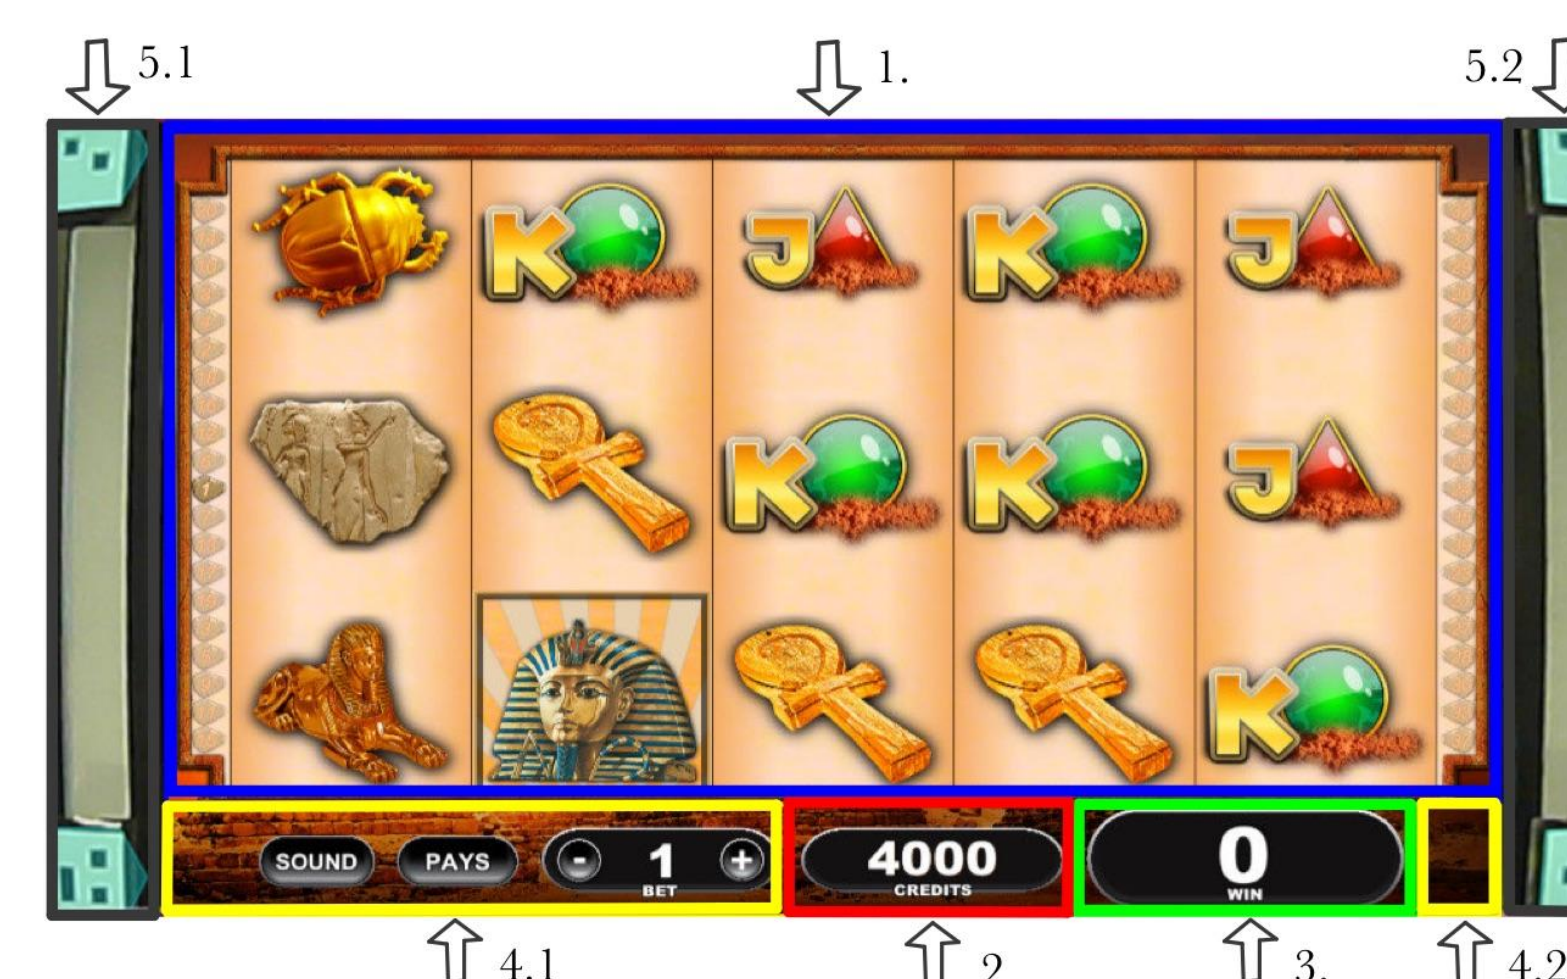 5.1 1. 5.2
K J K J
K K J
K
SOUND PAYS - 1 + 4000 0
BET CREDITS WIN
4.1 2 3. 4.2